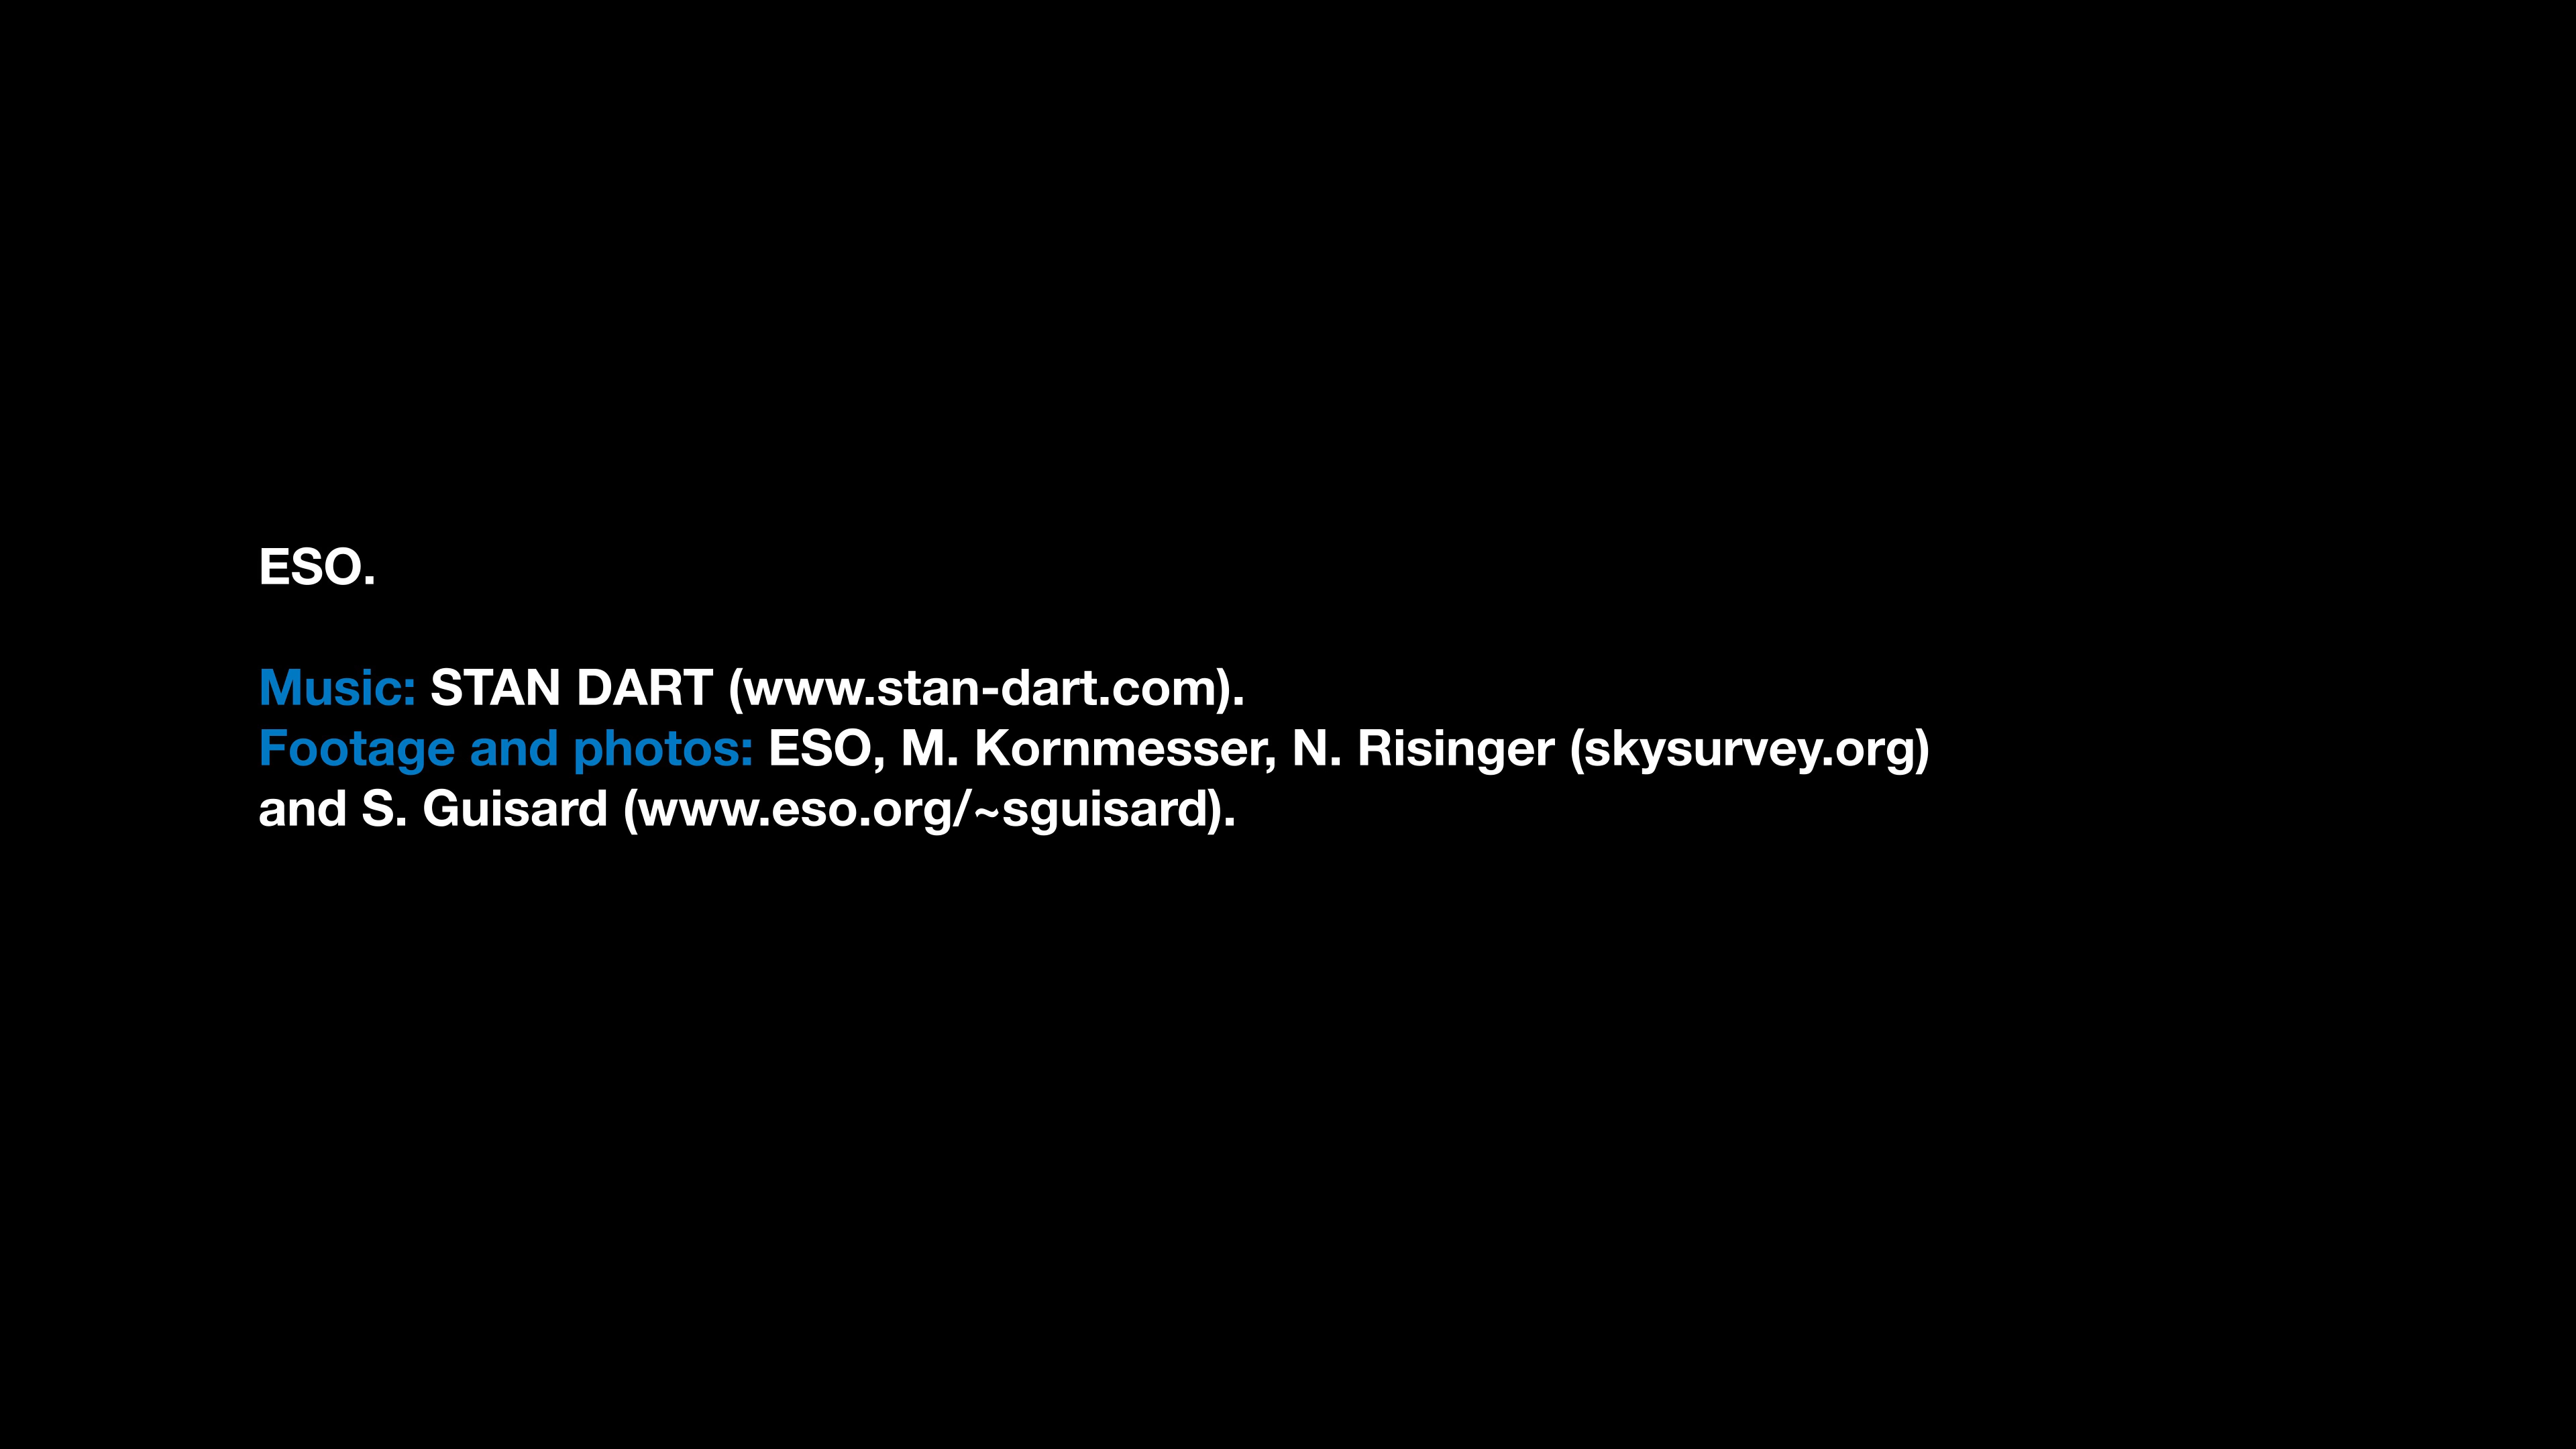 ESO.
Music: STAN DART (www.stan-dart.com).
Footage and photos: ESO, M. Kornmesser, N. Risinger (skysurvey.org)
and S. Guisard (www.eso.org/~sguisard).